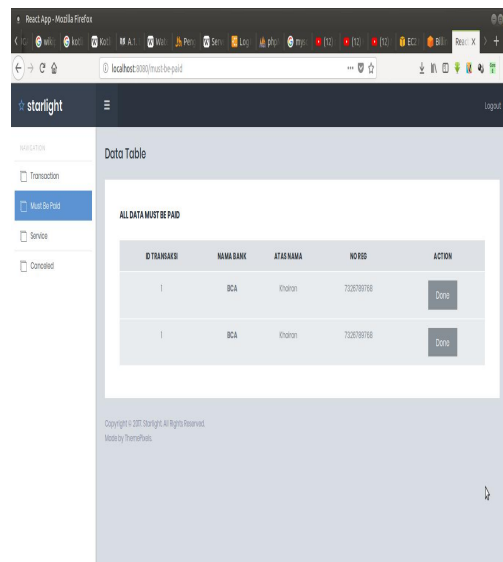 React App - Mozilla Firefox
localhost:8080/must-be-paid
starlight
Logout
NAVIGATION
Transaction
Must Be Paid
Service
Canceled
Data Table
ALL DATA MUST BE PAID
ID TRANSAKSI NAMA BANK ATAS NAMA NO REG ACTION
1 BCA Khairan 7326789768 Done
1 BCA Khairan 7326789768 Done
Copyright © 2017. Starlight. All Rights Reserved.
Made by ThemePixels.